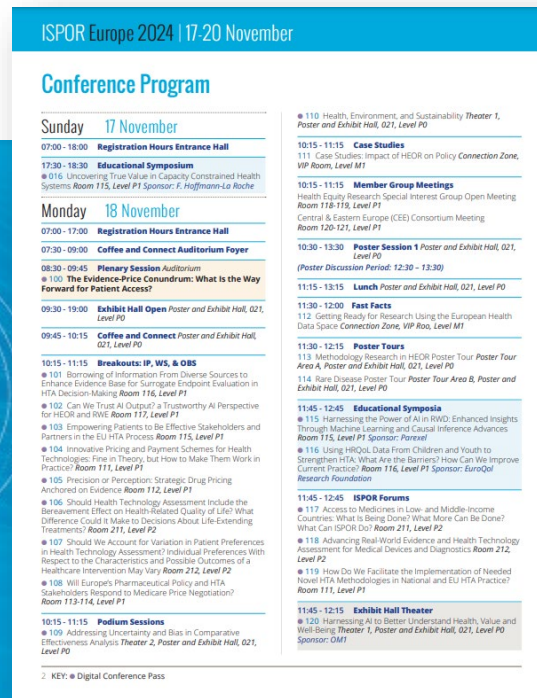 ISPOR Europe 2024 | 17-20 November
Conference Program
Sunday 17 November
07:00 - 18:00 Registration Hours Entrance Hall
17:30 - 18:30 Educational Symposium
● 016 Uncovering True Value in Capacity Constrained Health
Systems Room 115, Level P1 Sponsor: F. Hoffmann-La Roche
Monday 18 November
07:00 - 17:00 Registration Hours Entrance Hall
07:30 - 09:00 Coffee and Connect Auditorium Foyer
08:30 - 09:45 Plenary Session Auditorium
● 100 The Evidence-Price Conundrum: What Is the Way
Forward for Patient Access?
09:30 - 19:00 Exhibit Hall Open Poster and Exhibit Hall, 021,
Level P0
09:45 - 10:15 Coffee and Connect Poster and Exhibit Hall,
021, Level P0
10:15 - 11:15 Breakouts: IP, WS, & OBS
● 101 Borrowing of Information From Diverse Sources to
Enhance Evidence Base for Surrogate Endpoint Evaluation in
HTA Decision-Making Room 116, Level P1
● 102 Can We Trust AI Output? a Trustworthy AI Perspective
for HEOR and RWE Room 117, Level P1
● 103 Empowering Patients to Be Effective Stakeholders and
Partners in the EU HTA Process Room 115, Level P1
● 104 Innovative Pricing and Payment Schemes for Health
Technologies: Fine in Theory, but How to Make Them Work in
Practice? Room 111, Level P1
● 105 Precision or Perception: Strategic Drug Pricing
Anchored on Evidence Room 112, Level P1
● 106 Should Health Technology Assessment Include the
Bereavement Effect on Health-Related Quality of Life? What
Difference Could It Make to Decisions About Life-Extending
Treatments? Room 211, Level P2
● 107 Should We Account for Variation in Patient Preferences
in Health Technology Assessment? Individual Preferences With
Respect to the Characteristics and Possible Outcomes of a
Healthcare Intervention May Vary Room 212, Level P2
● 108 Will Europe's Pharmaceutical Policy and HTA
Stakeholders Respond to Medicare Price Negotiation?
Room 113-114, Level P1
10:15 - 11:15 Podium Sessions
● 109 Addressing Uncertainty and Bias in Comparative
Effectiveness Analysis Theater 2, Poster and Exhibit Hall, 021,
Level P0
● 110 Health, Environment, and Sustainability Theater 1,
Poster and Exhibit Hall, 021, Level P0
10:15 - 11:15 Case Studies
111 Case Studies: Impact of HEOR on Policy Connection Zone,
VIP Room, Level M1
10:15 - 11:15 Member Group Meetings
Health Equity Research Special Interest Group Open Meeting
Room 118-119, Level P1
Central & Eastern Europe (CEE) Consortium Meeting
Room 120-121, Level P1
10:30 - 13:30 Poster Session 1 Poster and Exhibit Hall, 021,
Level P0
(Poster Discussion Period: 12:30 – 13:30)
11:15 - 13:15 Lunch Poster and Exhibit Hall, 021, Level P0
11:30 - 12:00 Fast Facts
112 Getting Ready for Research Using the European Health
Data Space Connection Zone, VIP Roo, Level M1
11:30 - 12:15 Poster Tours
113 Methodology Research in HEOR Poster Tour Poster Tour
Area A, Poster and Exhibit Hall, 021, Level P0
114 Rare Disease Poster Tour Poster Tour Area B, Poster and
Exhibit Hall, 021, Level P0
11:45 - 12:45 Educational Symposia
● 115 Harnessing the Power of AI in RWD: Enhanced Insights
Through Machine Learning and Causal Inference Advances
Room 115, Level P1 Sponsor: Parexel
● 116 Using HRQoL Data From Children and Youth to
Strengthen HTA: What Are the Barriers? How Can We Improve
Current Practice? Room 116, Level P1 Sponsor: EuroQol
Research Foundation
11:45 - 12:45 ISPOR Forums
● 117 Access to Medicines in Low- and Middle-Income
Countries: What Is Being Done? What More Can Be Done?
What Can ISPOR Do? Room 211, Level P2
● 118 Advancing Real-World Evidence and Health Technology
Assessment for Medical Devices and Diagnostics Room 212,
Level P2
● 119 How Do We Facilitate the Implementation of Needed
Novel HTA Methodologies in National and EU HTA Practice?
Room 111, Level P1
11:45 - 12:15 Exhibit Hall Theater
● 120 Harnessing AI to Better Understand Health, Value and
Well-Being Theater 1, Poster and Exhibit Hall, 021, Level P0
Sponsor: OM1
2 KEY: ● Digital Conference Pass